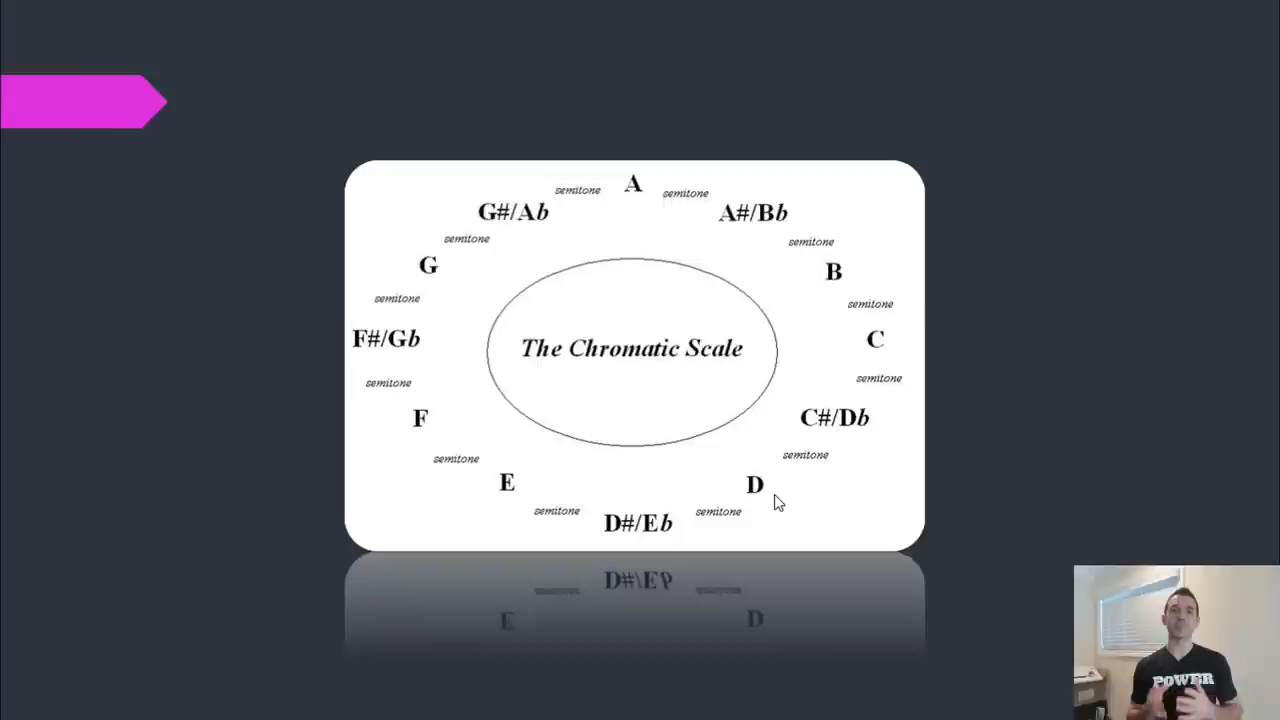 A
semitone
semitone
G#/Ab
A#/Bb
semitone
semitone
G
B
semitone
semitone
F#/Gb
The Chromatic Scale
C
semitone
semitone
F
C#/Db
semitone
semitone
E
D
semitone
D#/Eb
semitone
POWER